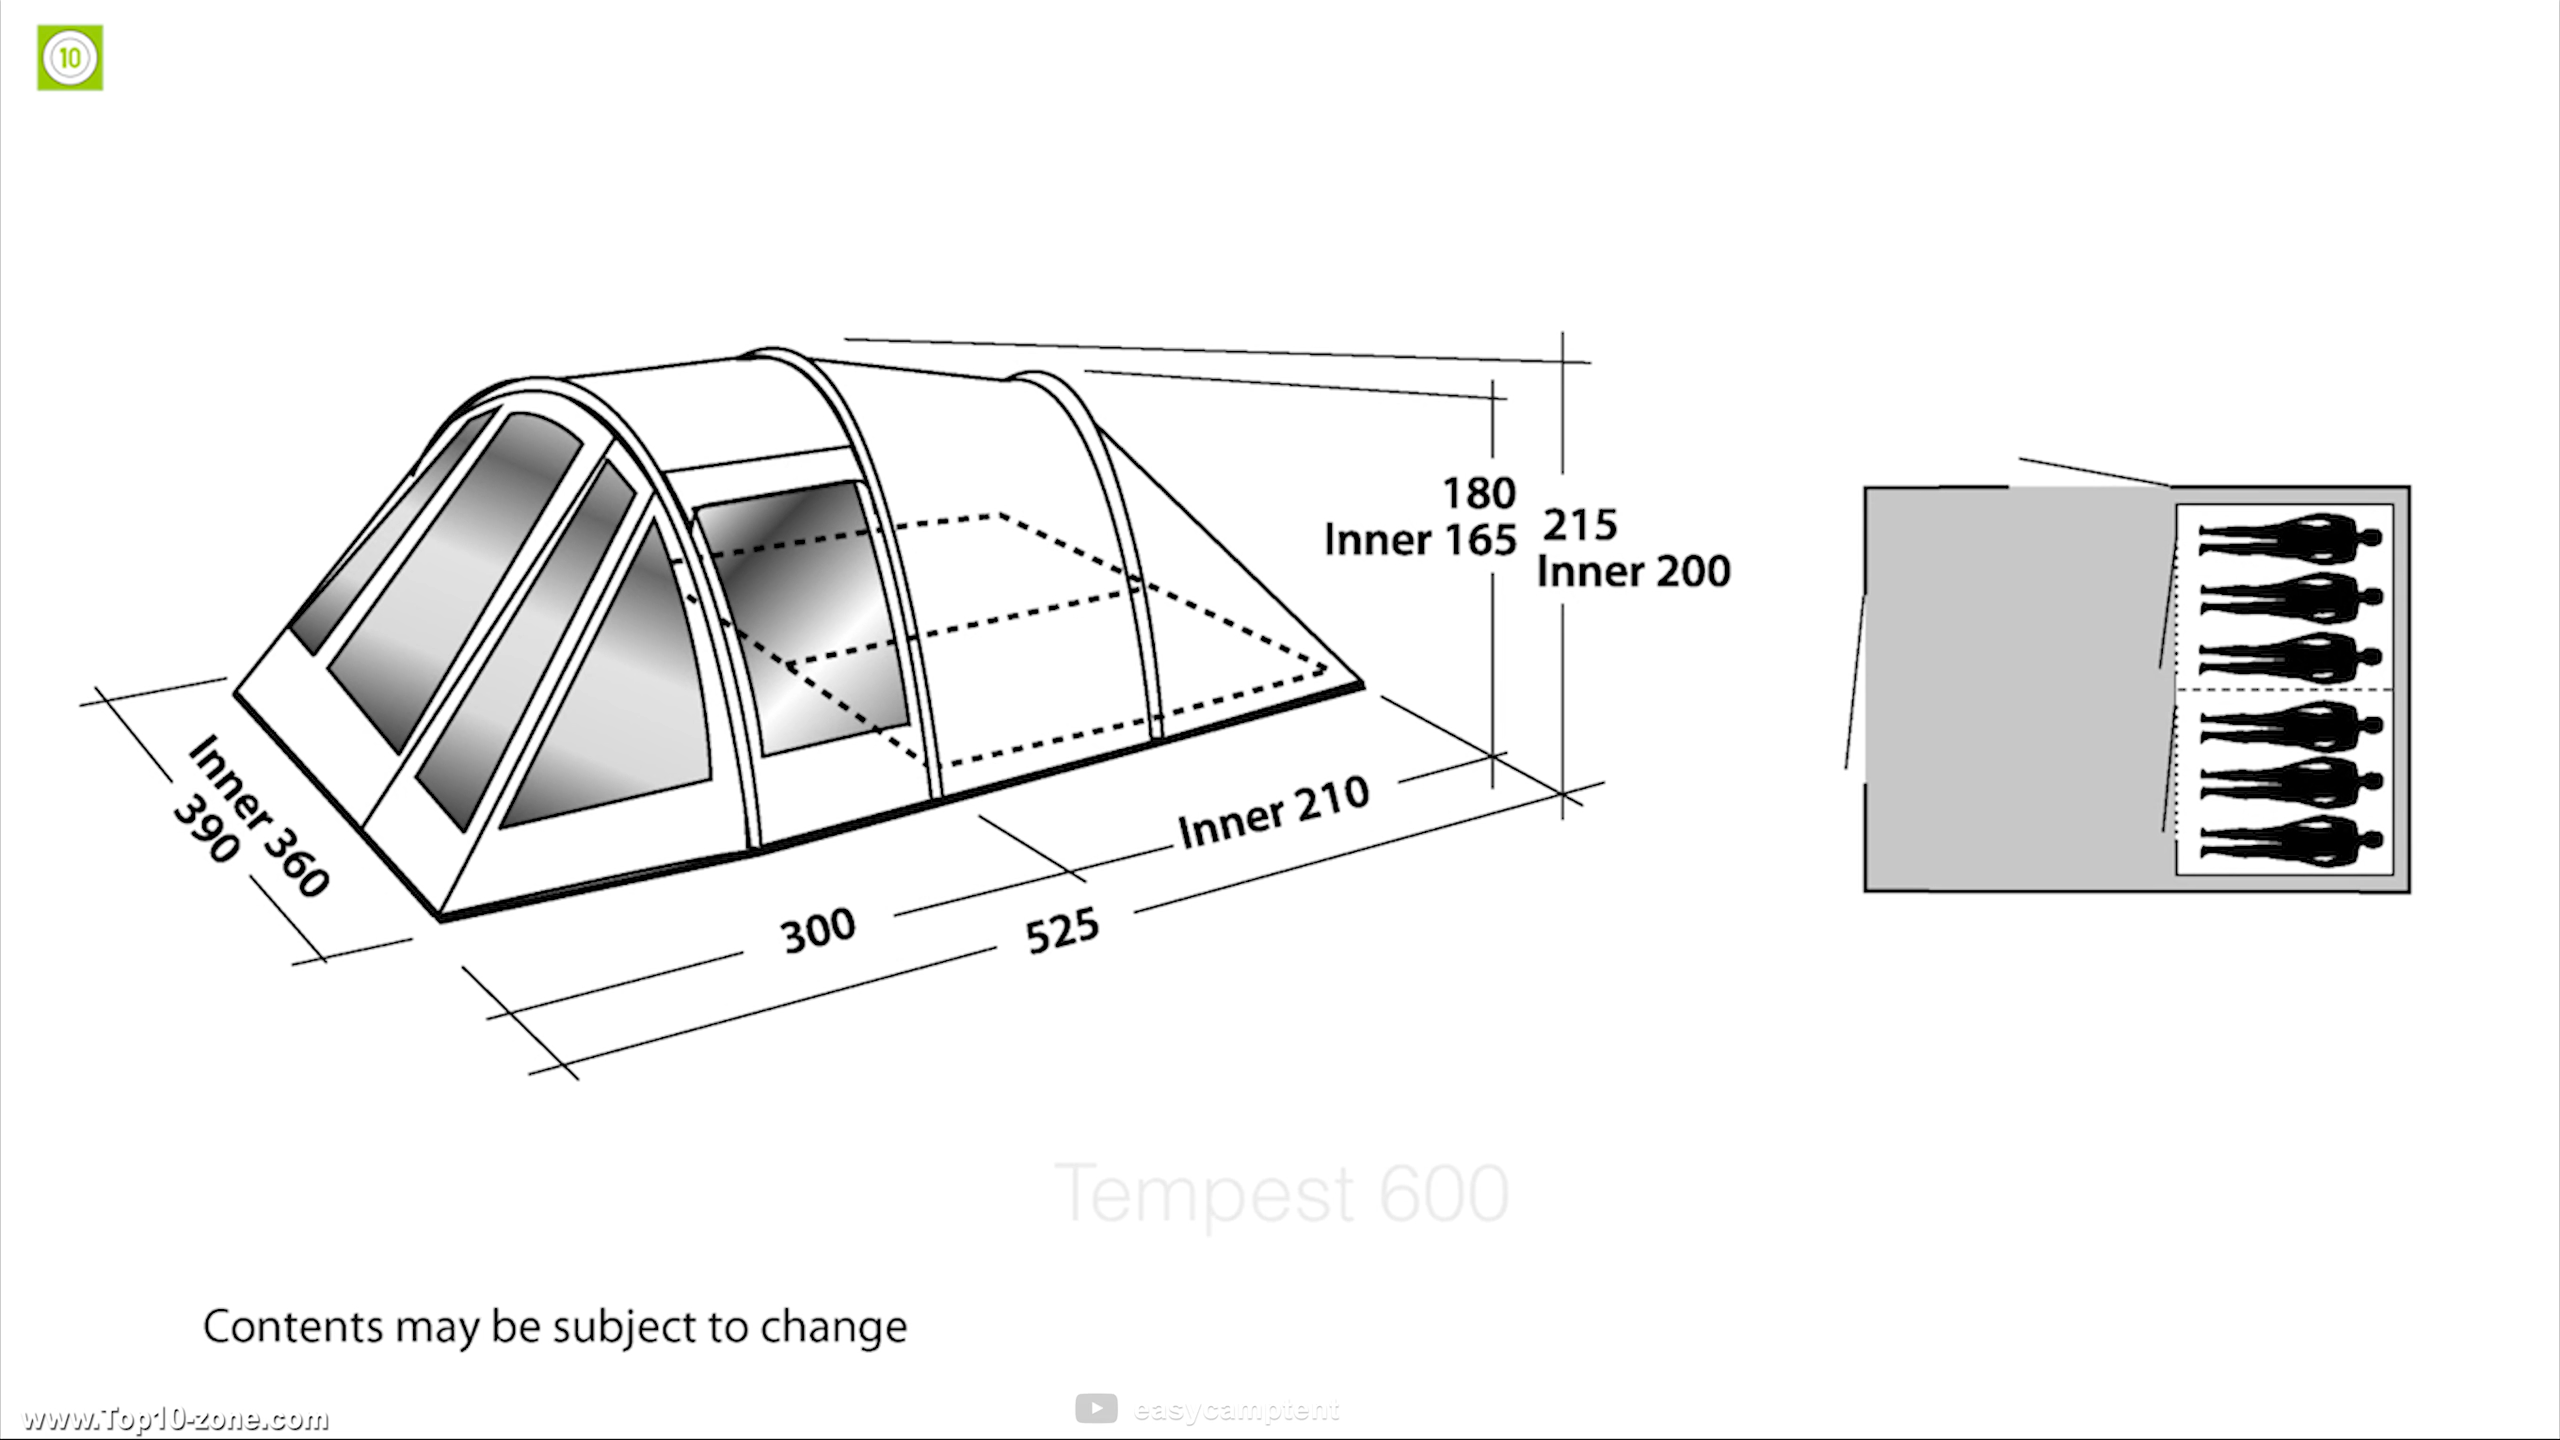 10
180
Inner 165
215
Inner 200
Inner 360
390
Inner 210
300
525
Tempest 600
Contents may be subject to change
www.Top10-zone.com
easycamptent